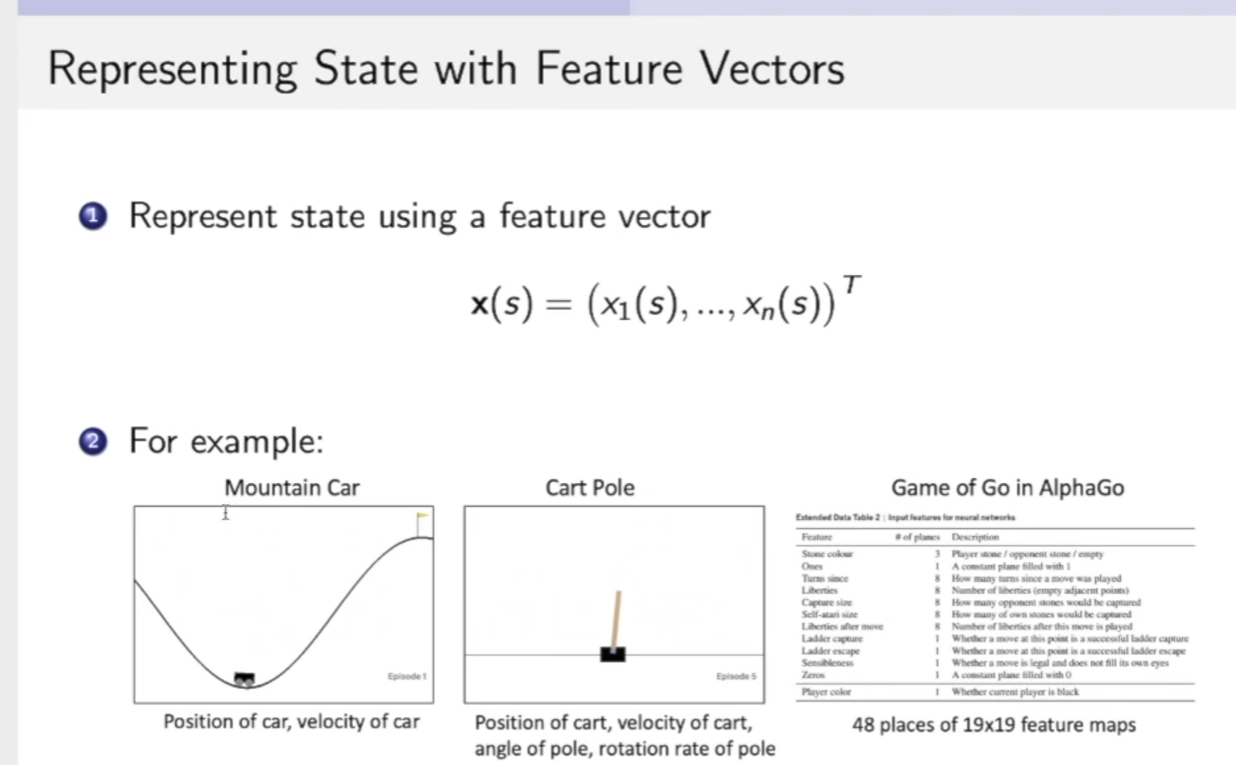 Representing State with Feature Vectors
1 Represent state using a feature vector
x(s) = (x₁(s), ..., xₙ(s))ᵀ
2 For example:
Mountain Car
Episode 1
Position of car, velocity of car
Cart Pole
Episode 5
Position of cart, velocity of cart,
angle of pole, rotation rate of pole
Game of Go in AlphaGo
Extended Data Table 2 | Input features for neural networks
Feature # of planes Description
Stone colour 3 Player stone / opponent stone / empty
Ones 1 A constant plane filled with 1
Turns since 8 How many turns since a move was played
Liberties 8 Number of liberties (empty adjacent points)
Capture size 8 How many opponent stones would be captured
Self-atari size 8 How many of own stones would be captured
Liberties after move 8 Number of liberties after this move is played
Ladder capture 1 Whether a move at this point is a successful ladder capture
Ladder escape 1 Whether a move at this point is a successful ladder escape
Sensibleness 1 Whether a move is legal and does not fill its own eyes
Zeros 1 A constant plane filled with 0
Player color 1 Whether current player is black
48 places of 19x19 feature maps